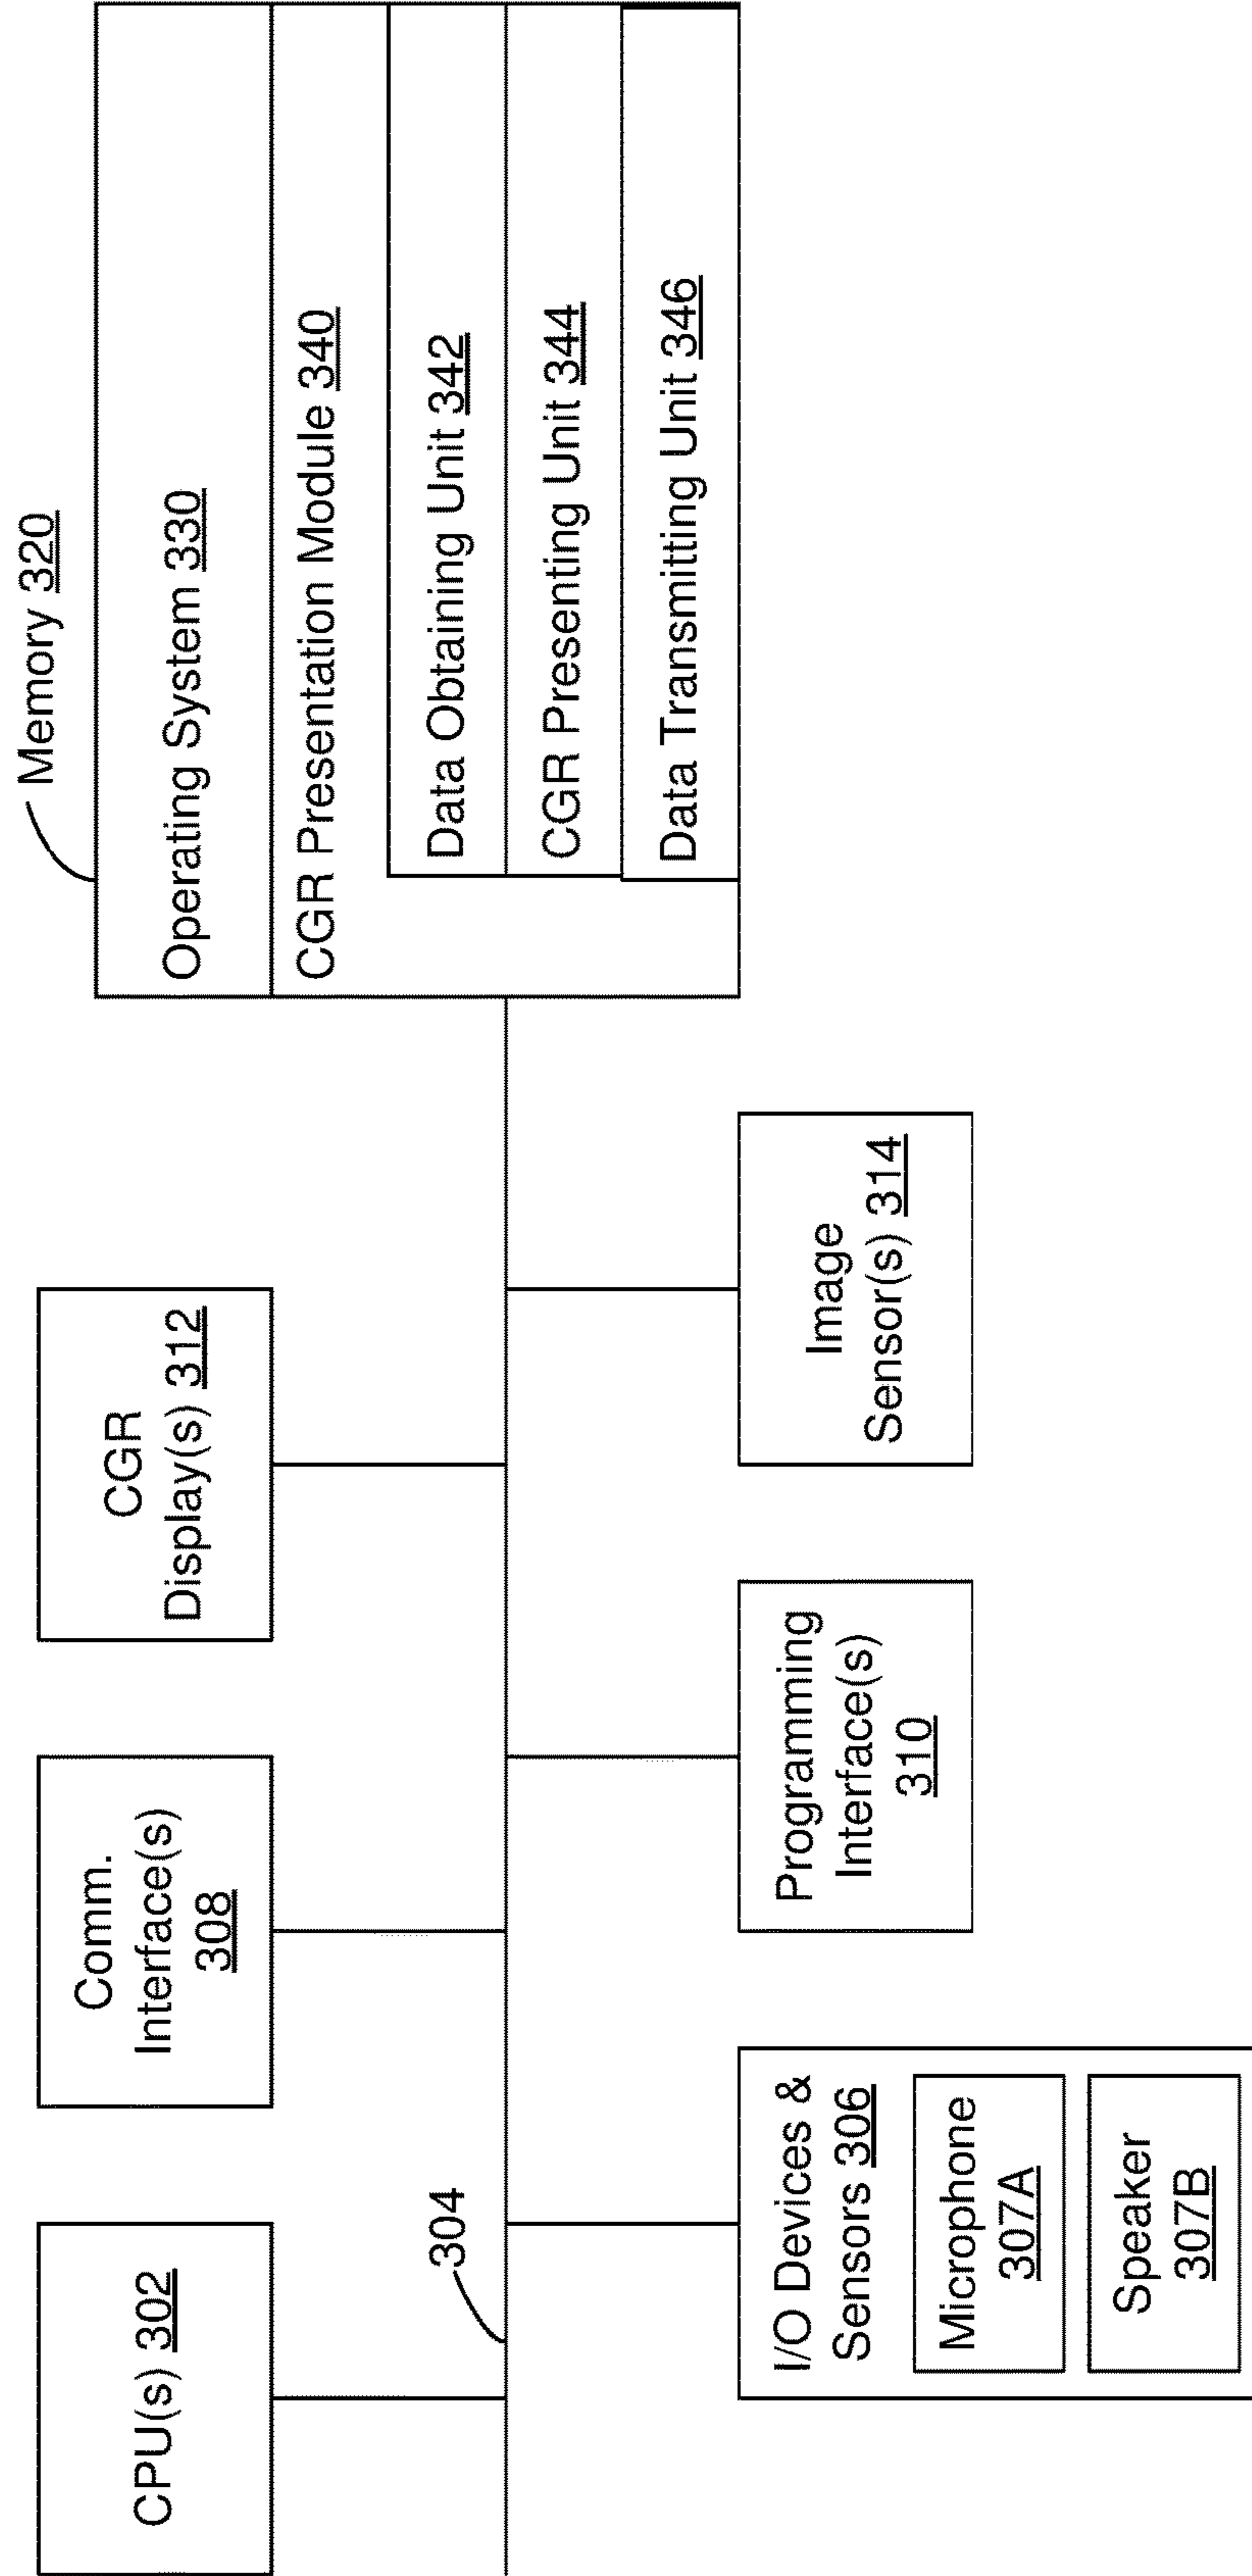 CPU(s) 302
Comm.
Interface(s)
308
CGR
Display(s) 312
Memory 320
Operating System 330
CGR Presentation Module 340
Data Obtaining Unit 342
CGR Presenting Unit 344
Data Transmitting Unit 346
304
I/O Devices &
Sensors 306
Microphone
307A
Speaker
307B
Programming
Interface(s)
310
Image
Sensor(s) 314